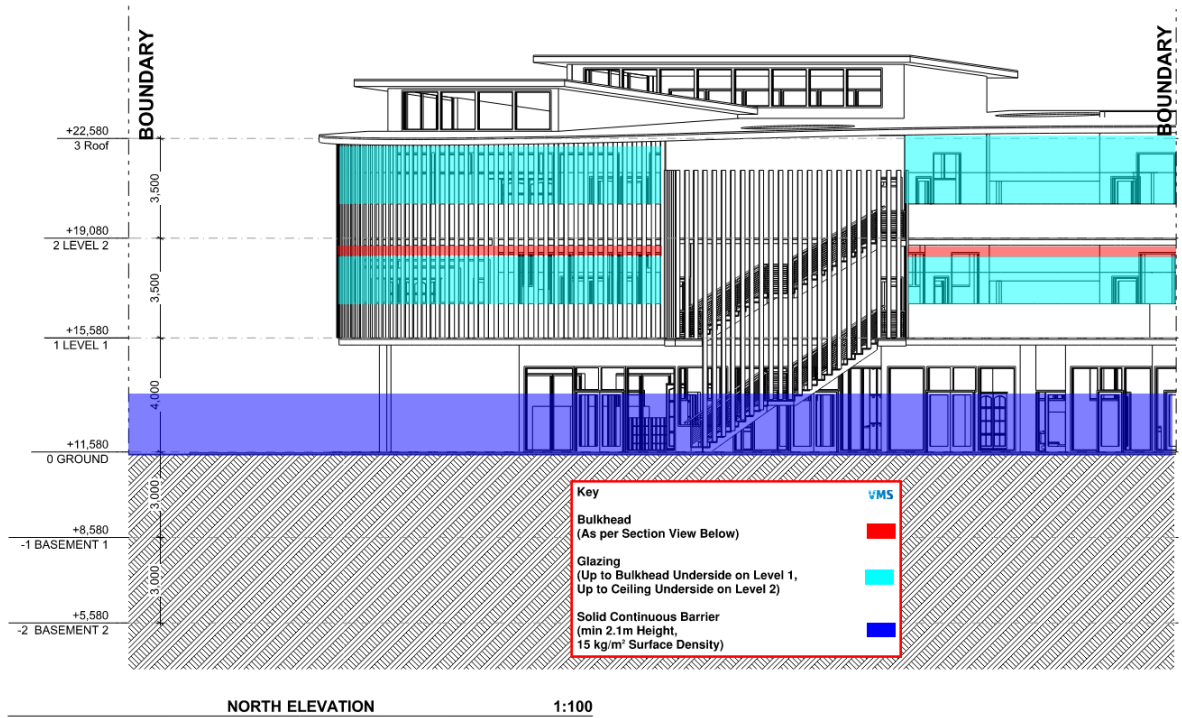 BOUNDARY
BOUNDARY
+22,580
3 Roof
3,500
+19,080
2 LEVEL 2
3,500
+15,580
1 LEVEL 1
4,000
+11,580
0 GROUND
3,000
+8,580
-1 BASEMENT 1
3,000
+5,580
-2 BASEMENT 2
Key
VMS
Bulkhead
(As per Section View Below)
Glazing
(Up to Bulkhead Underside on Level 1,
Up to Ceiling Underside on Level 2)
Solid Continuous Barrier
(min 2.1m Height,
15 kg/m² Surface Density)
NORTH ELEVATION 1:100